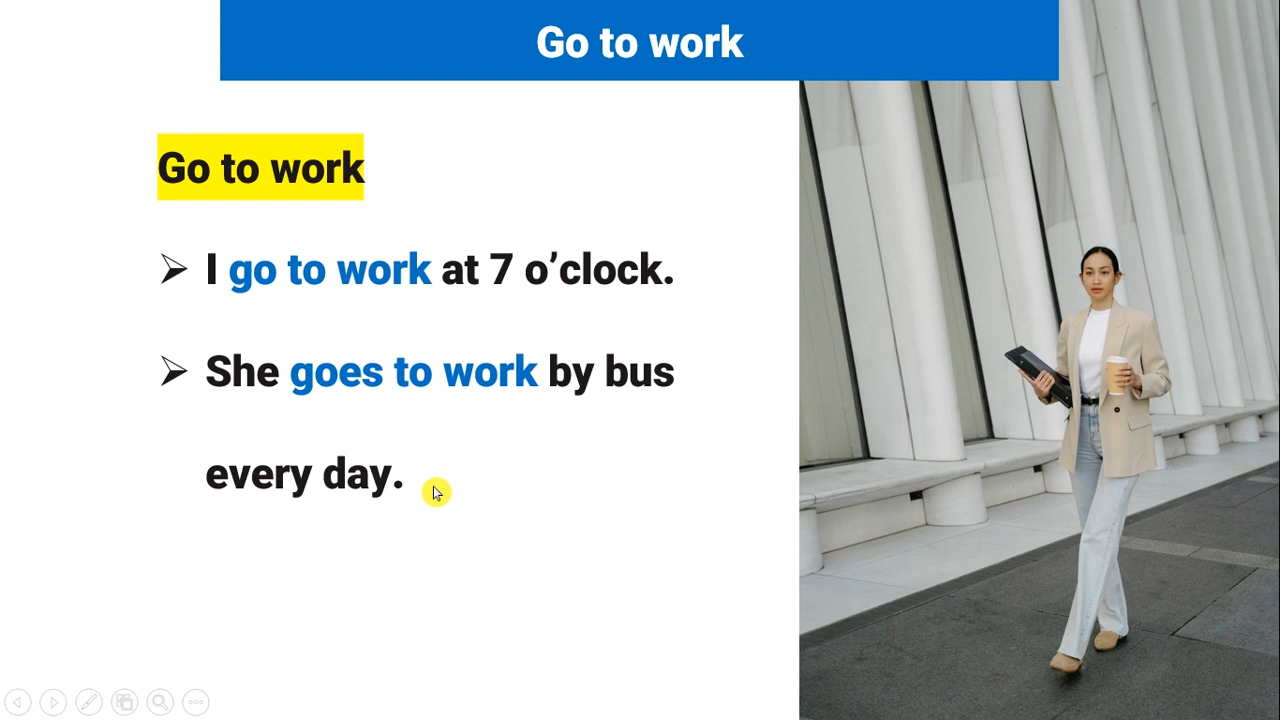 Go to work
Go to work
I go to work at 7 o’clock.
She goes to work by bus
every day.